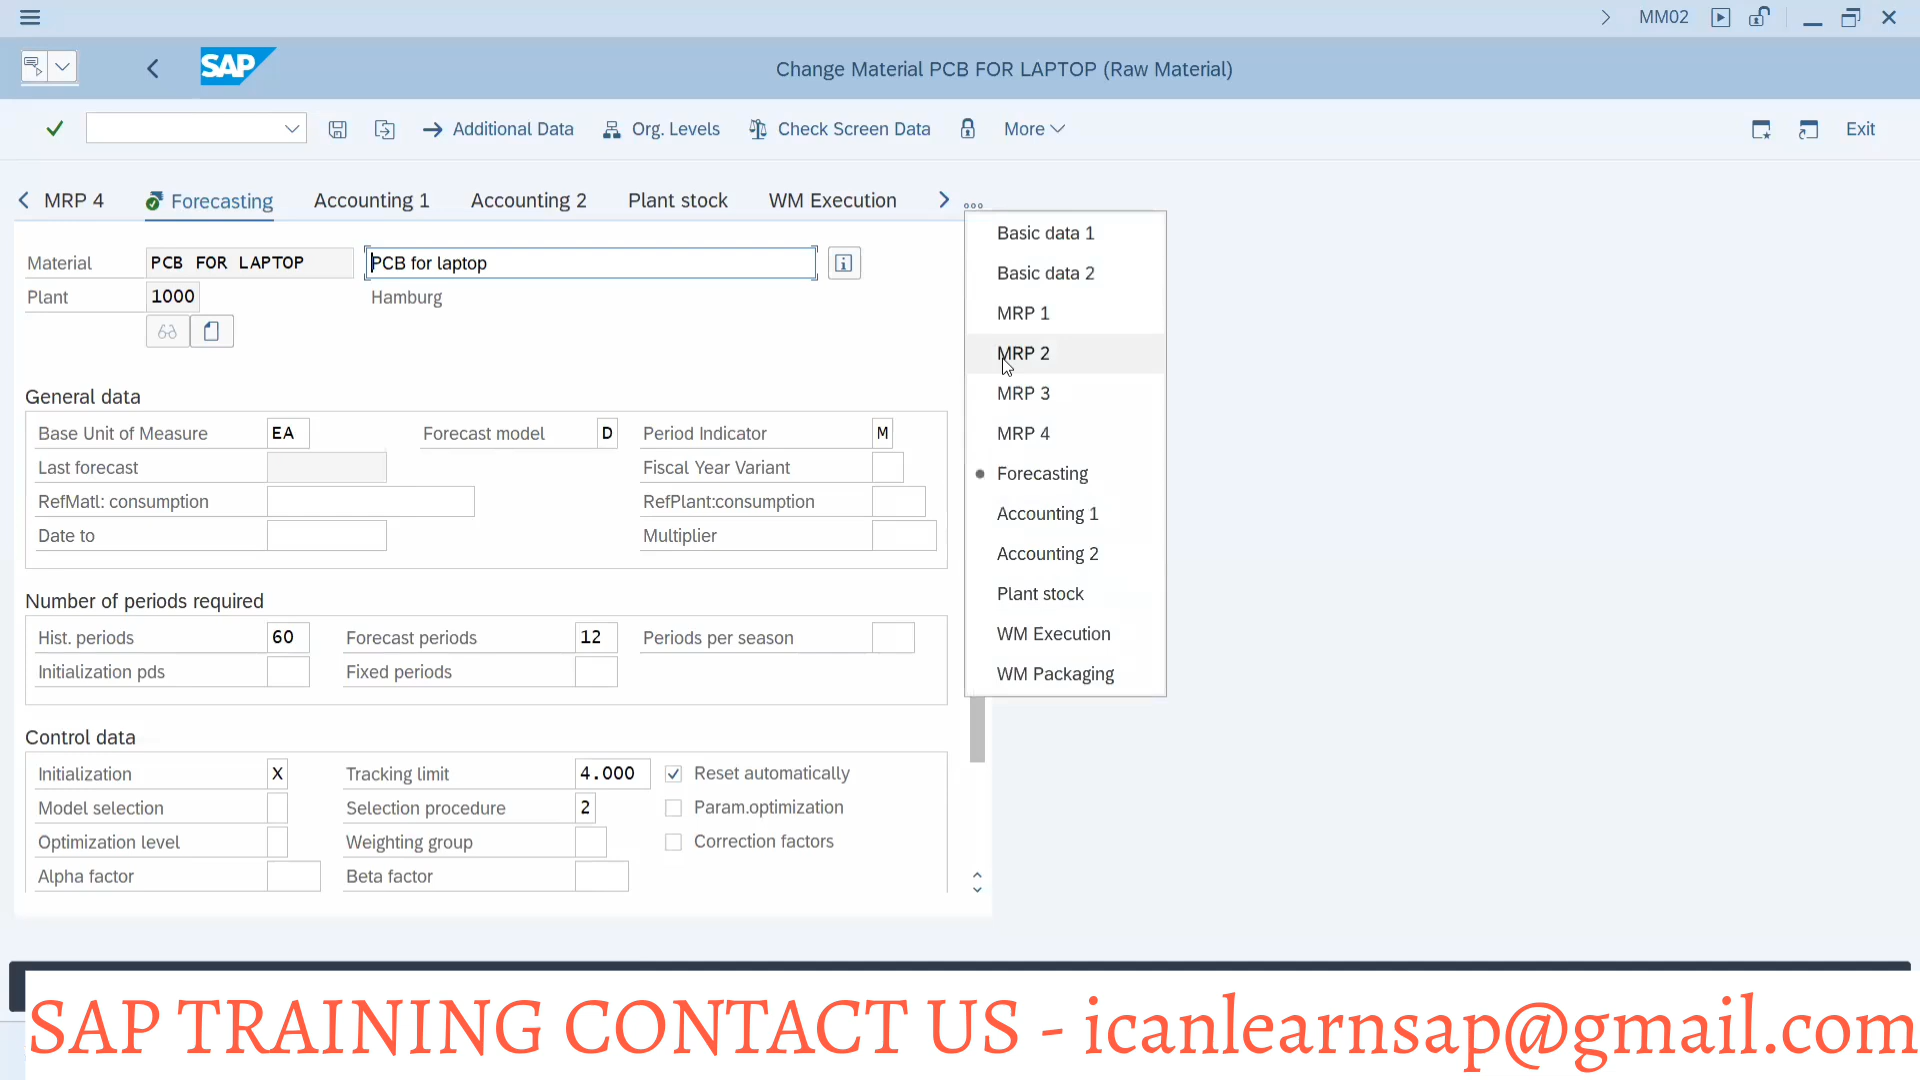 MM02
SAP
Change Material PCB FOR LAPTOP (Raw Material)
Additional Data Org. Levels Check Screen Data More Exit
MRP 4 Forecasting Accounting 1 Accounting 2 Plant stock WM Execution
Material PCB FOR LAPTOP PCB for laptop
Plant 1000 Hamburg
General data
Base Unit of Measure EA Forecast model D Period Indicator M
Last forecast Fiscal Year Variant
RefMatl: consumption RefPlant:consumption
Date to Multiplier
Number of periods required
Hist. periods 60 Forecast periods 12 Periods per season
Initialization pds Fixed periods
Control data
Initialization X Tracking limit 4.000 Reset automatically
Model selection Selection procedure 2 Param.optimization
Optimization level Weighting group Correction factors
Alpha factor Beta factor
Basic data 1
Basic data 2
MRP 1
MRP 2
MRP 3
MRP 4
Forecasting
Accounting 1
Accounting 2
Plant stock
WM Execution
WM Packaging
SAP TRAINING CONTACT US - icanlearnsap@gmail.com